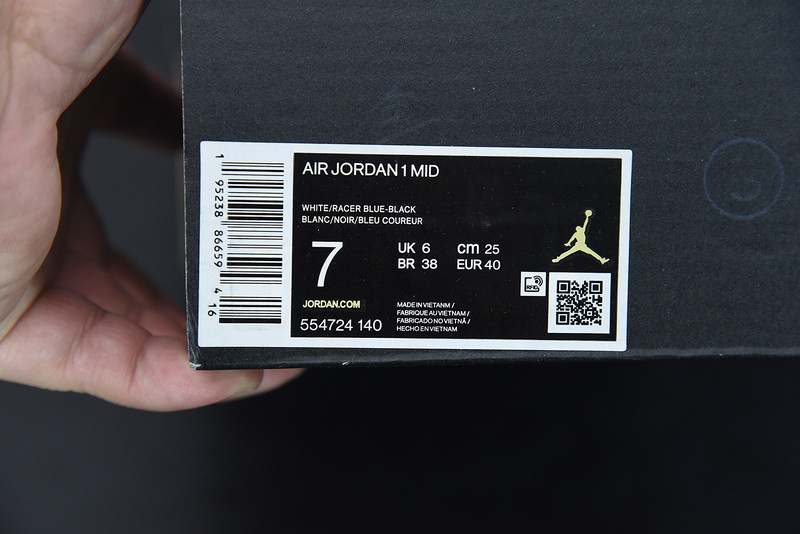 AIR JORDAN 1 MID
WHITE/RACER BLUE-BLACK
BLANC/NOIR/BLEU COUREUR
7
UK 6 cm 25
BR 38 EUR 40
JORDAN.COM
554724 140
MADE IN VIETANM /
FABRIQUE AU VIETNAM /
FABRICADO NO VIETNÃ /
HECHO EN VIETNAM
RFID
1 95238 86659 4 16